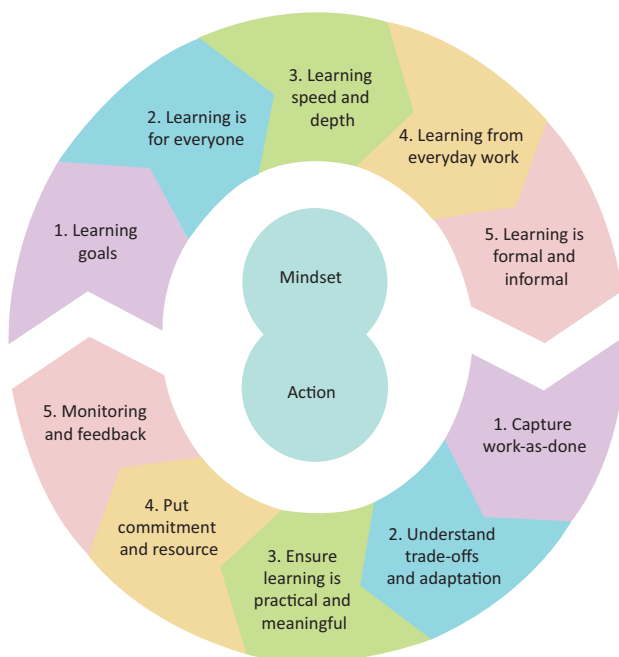 1. Learning
goals
2. Learning is
for everyone
3. Learning
speed and
depth
4. Learning from
everyday work
5. Learning is
formal and
informal
Mindset
Action
1. Capture
work-as-done
2. Understand
trade-offs
and adaptation
3. Ensure
learning is
practical and
meaningful
4. Put
commitment
and resource
5. Monitoring
and feedback